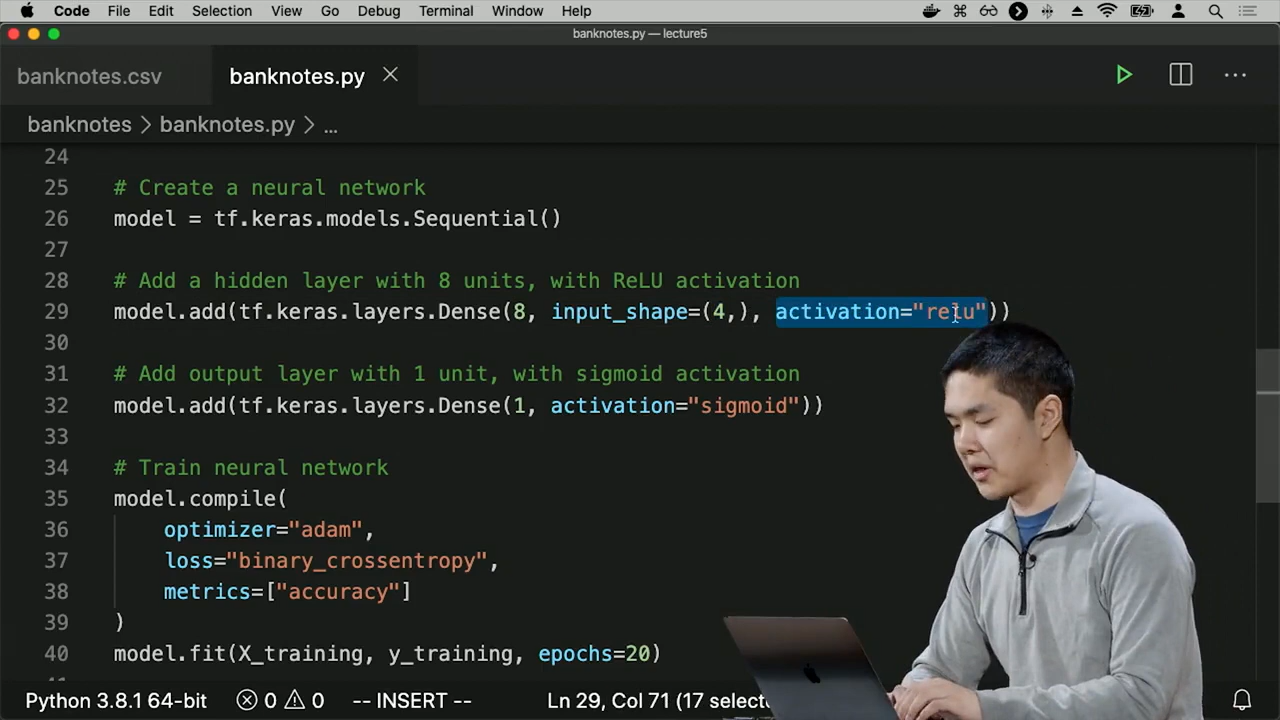 Code File Edit Selection View Go Debug Terminal Window Help
banknotes.py — lecture5
banknotes.csv banknotes.py
banknotes > banknotes.py > ...
24
25 # Create a neural network
26 model = tf.keras.models.Sequential()
27
28 # Add a hidden layer with 8 units, with ReLU activation
29 model.add(tf.keras.layers.Dense(8, input_shape=(4,), activation="relu"))
30
31 # Add output layer with 1 unit, with sigmoid activation
32 model.add(tf.keras.layers.Dense(1, activation="sigmoid"))
33
34 # Train neural network
35 model.compile(
36 optimizer="adam",
37 loss="binary_crossentropy",
38 metrics=["accuracy"]
39 )
40 model.fit(X_training, y_training, epochs=20)
Python 3.8.1 64-bit 0 0 -- INSERT -- Ln 29, Col 71 (17